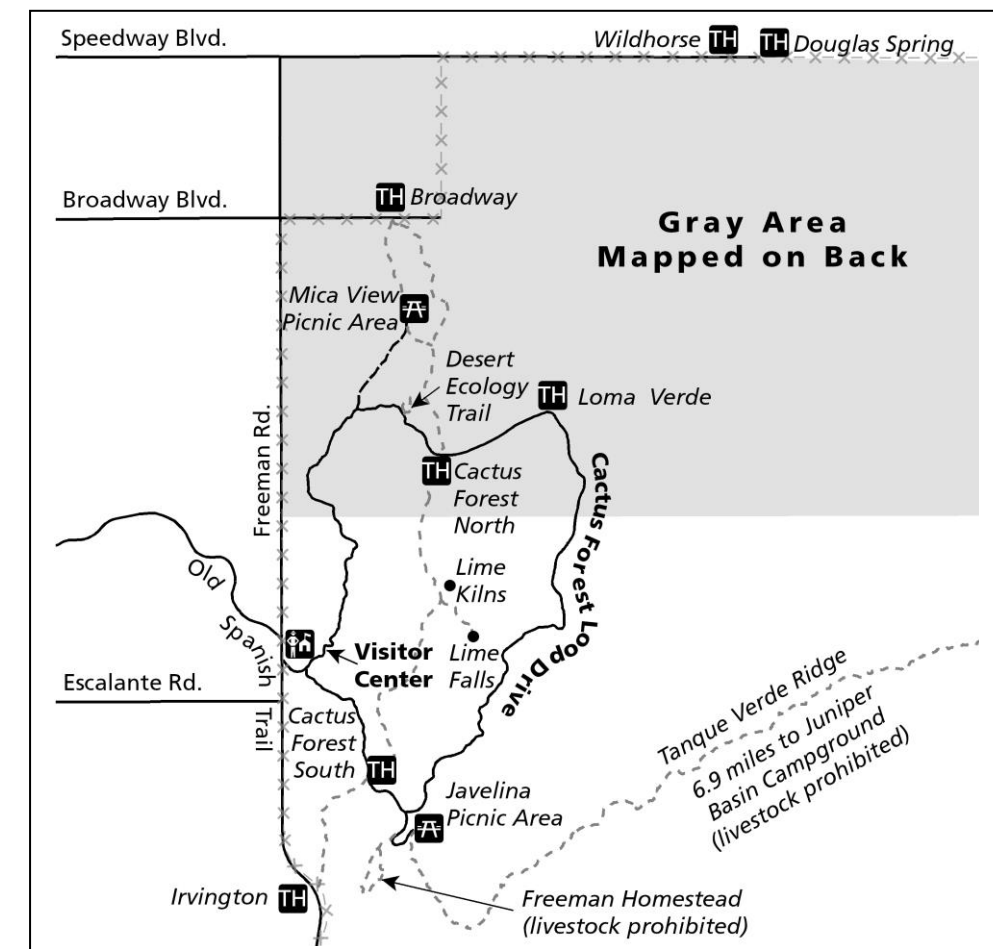 Speedway Blvd.
Wildhorse TH
TH Douglas Spring
Broadway Blvd.
TH Broadway
Gray Area
Mapped on Back
Mica View
Picnic Area
Desert
Ecology
Trail
TH Loma Verde
Freeman Rd.
TH Cactus
Forest
North
Cactus Forest Loop Drive
Old Spanish Trail
Lime
Kilns
Visitor
Center
Lime
Falls
Escalante Rd.
Cactus
Forest
South TH
Tanque Verde Ridge
6.9 miles to Juniper
Basin Campground
(livestock prohibited)
Javelina
Picnic Area
Irvington TH
Freeman Homestead
(livestock prohibited)